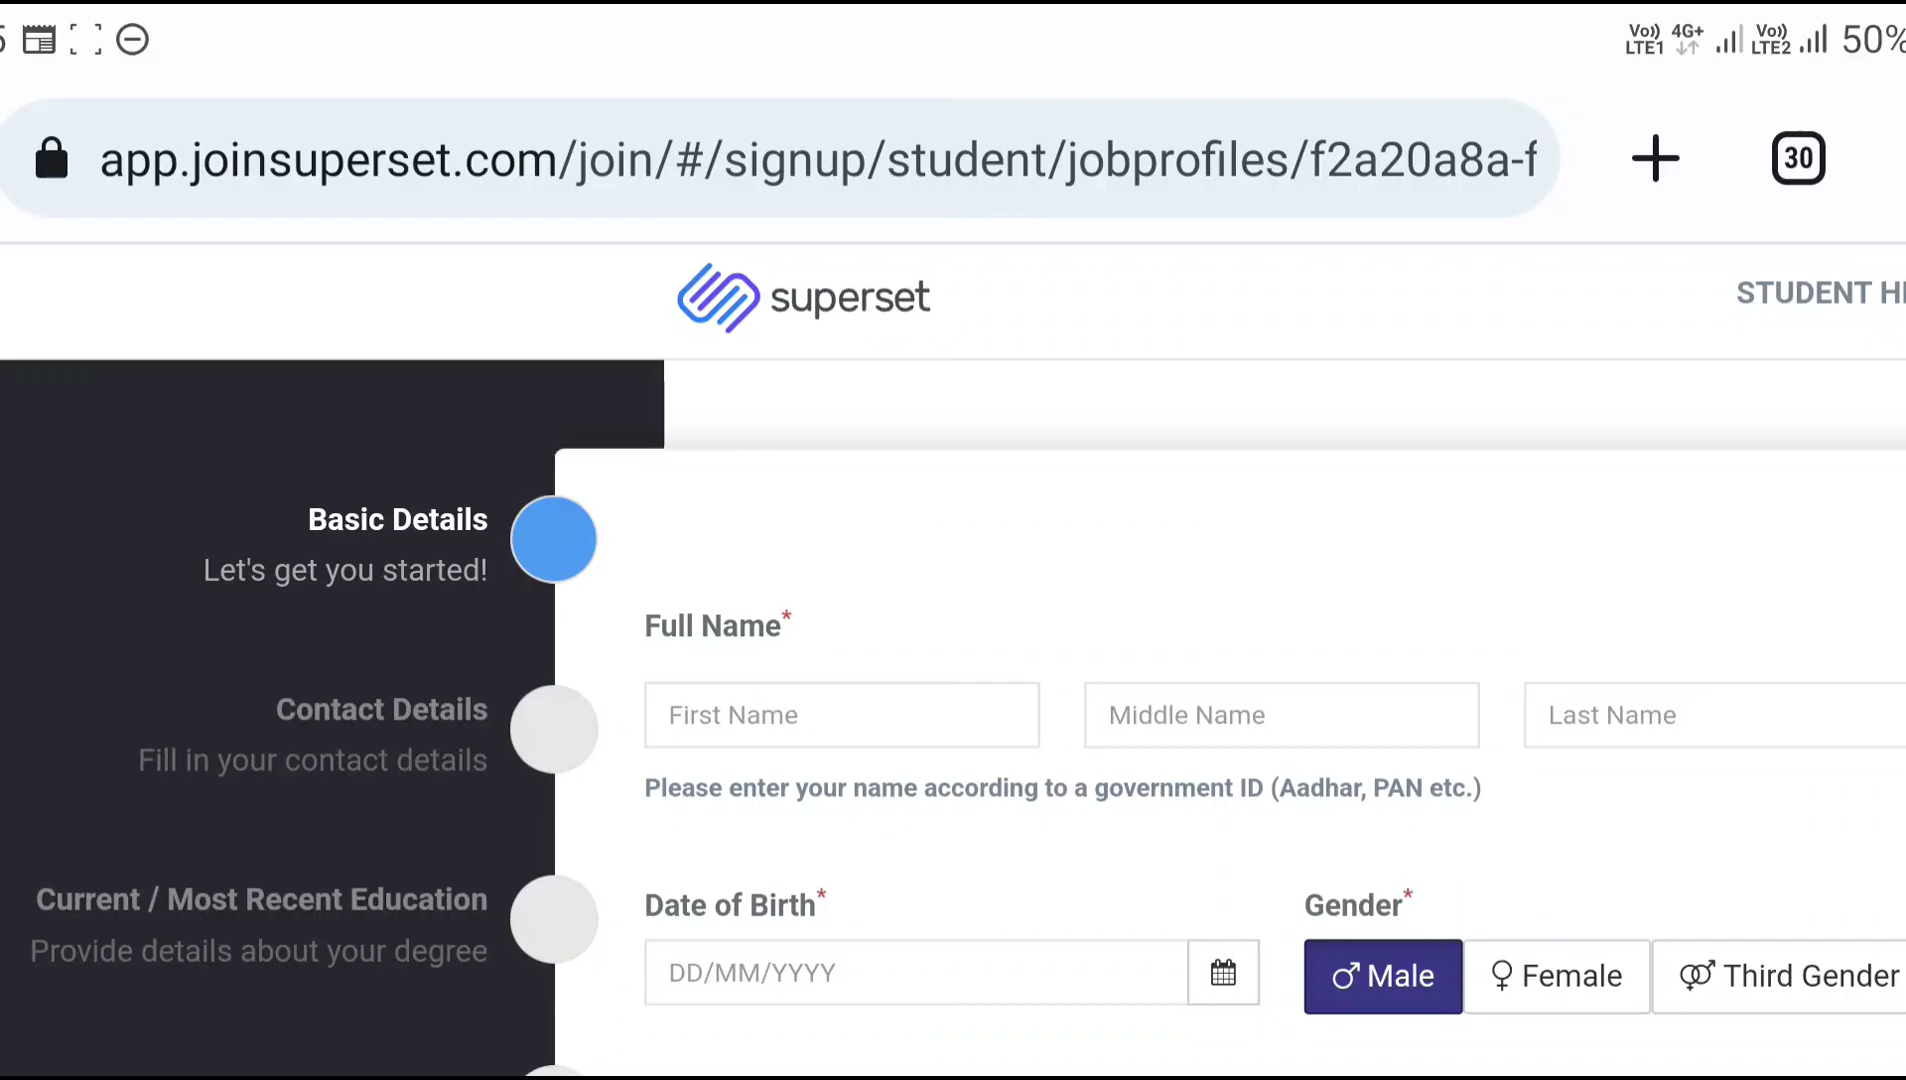 Vo)) 4G+ Vo))
LTE1 LTE2 50%
app.joinsuperset.com/join/#/signup/student/jobprofiles/f2a20a8a-f
30
superset
STUDENT
Basic Details
Let's get you started!
Full Name*
Contact Details
Fill in your contact details
First Name
Middle Name
Last Name
Please enter your name according to a government ID (Aadhar, PAN etc.)
Current / Most Recent Education
Provide details about your degree
Date of Birth*
Gender*
DD/MM/YYYY
Male
Female
Third Gender